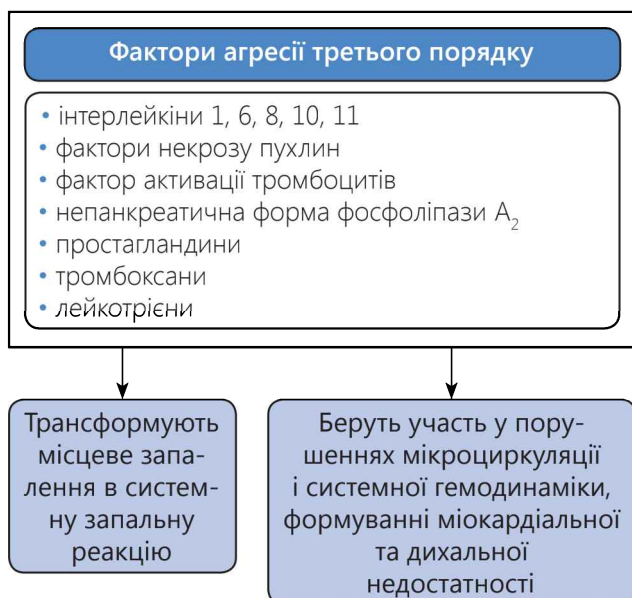 Фактори агресії третього порядку
• інтерлейкіни 1, 6, 8, 10, 11
• фактори некрозу пухлин
• фактор активації тромбоцитів
• непанкреатична форма фосфоліпази A₂
• простагландини
• тромбоксани
• лейкотрієни
Трансформують
місцеве запа-
лення в систем-
ну запальну
реакцію
Беруть участь у пору-
шеннях мікроциркуляції
і системної гемодинаміки,
формуванні міокардіальної
та дихальної
недостатності